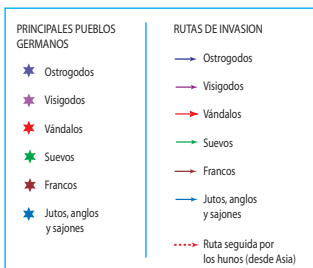 PRINCIPALES PUEBLOS
GERMANOS
Ostrogodos
Visigodos
Vándalos
Suevos
Francos
Jutos, anglos
y sajones
RUTAS DE INVASION
Ostrogodos
Visigodos
Vándalos
Suevos
Francos
Jutos, anglos
y sajones
Ruta seguida por
los hunos (desde Asia)